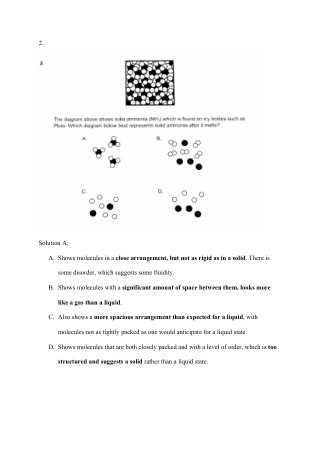 2.
a
The diagram above shows solid ammonia (NH₃) which is found on icy bodies such as
Pluto. Which diagram below best represents solid ammonia after it melts?
A.
B.
C.
D.
Solution A:
A. Shows molecules in a close arrangement, but not as rigid as in a solid. There is
some disorder, which suggests some fluidity.
B. Shows molecules with a significant amount of space between them, looks more
like a gas than a liquid.
C. Also shows a more spacious arrangement than expected for a liquid, with
molecules not as tightly packed as one would anticipate for a liquid state.
D. Shows molecules that are both closely packed and with a level of order, which is too
structured and suggests a solid rather than a liquid state.